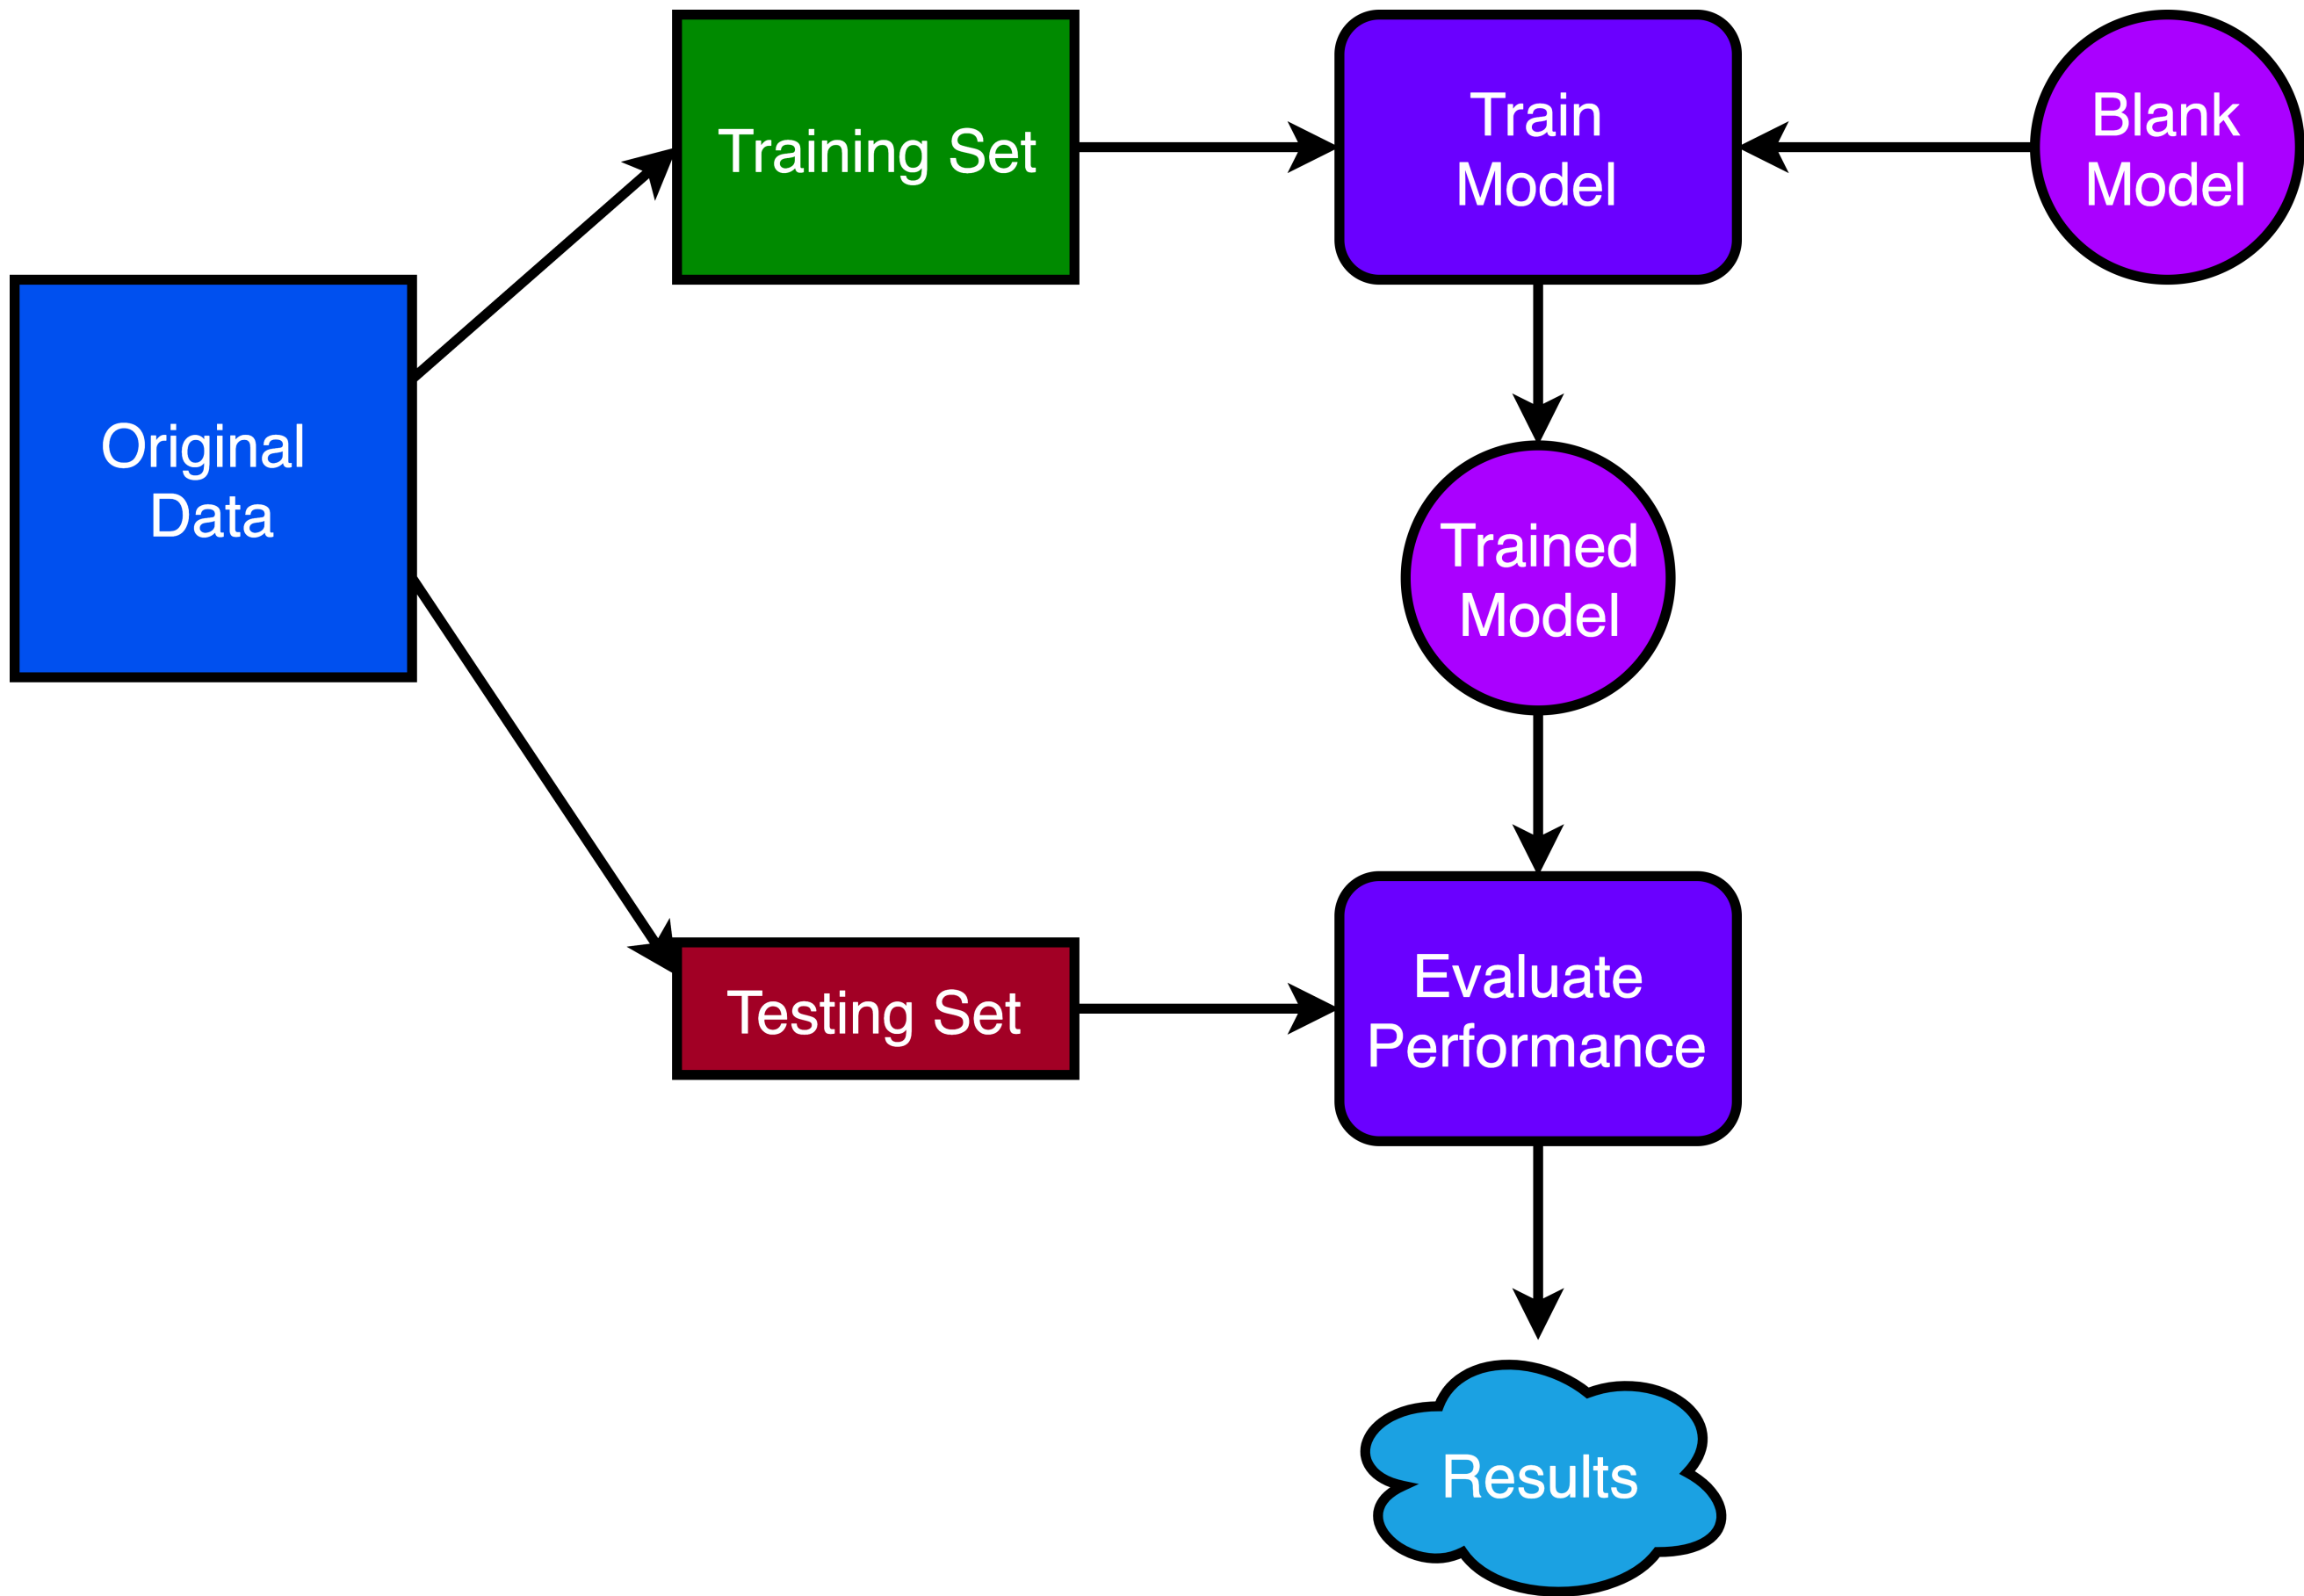 Training Set
Train
Model
Blank
Model
Original
Data
Trained
Model
Testing Set
Evaluate
Performance
Results